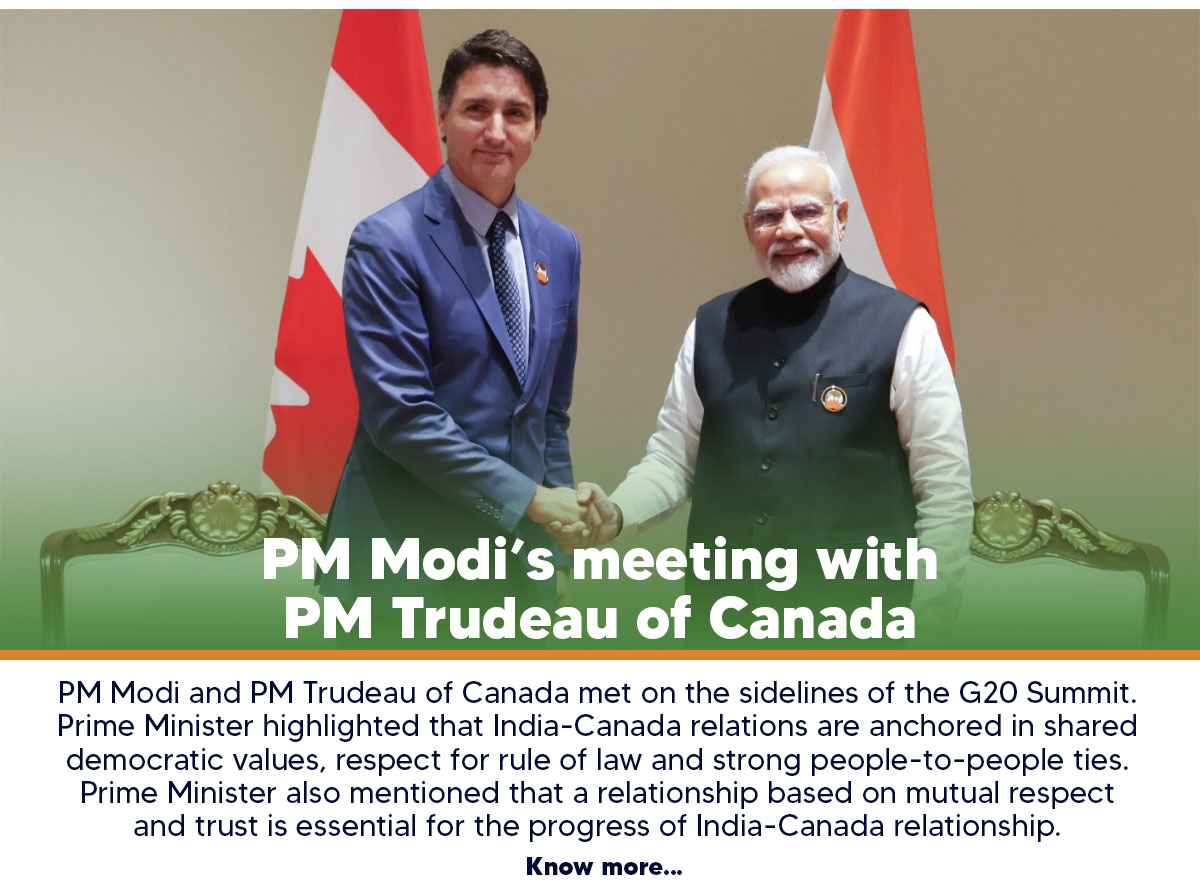 PM Modi’s meeting with
PM Trudeau of Canada
PM Modi and PM Trudeau of Canada met on the sidelines of the G20 Summit.
Prime Minister highlighted that India-Canada relations are anchored in shared
democratic values, respect for rule of law and strong people-to-people ties.
Prime Minister also mentioned that a relationship based on mutual respect
and trust is essential for the progress of India-Canada relationship.
Know more...